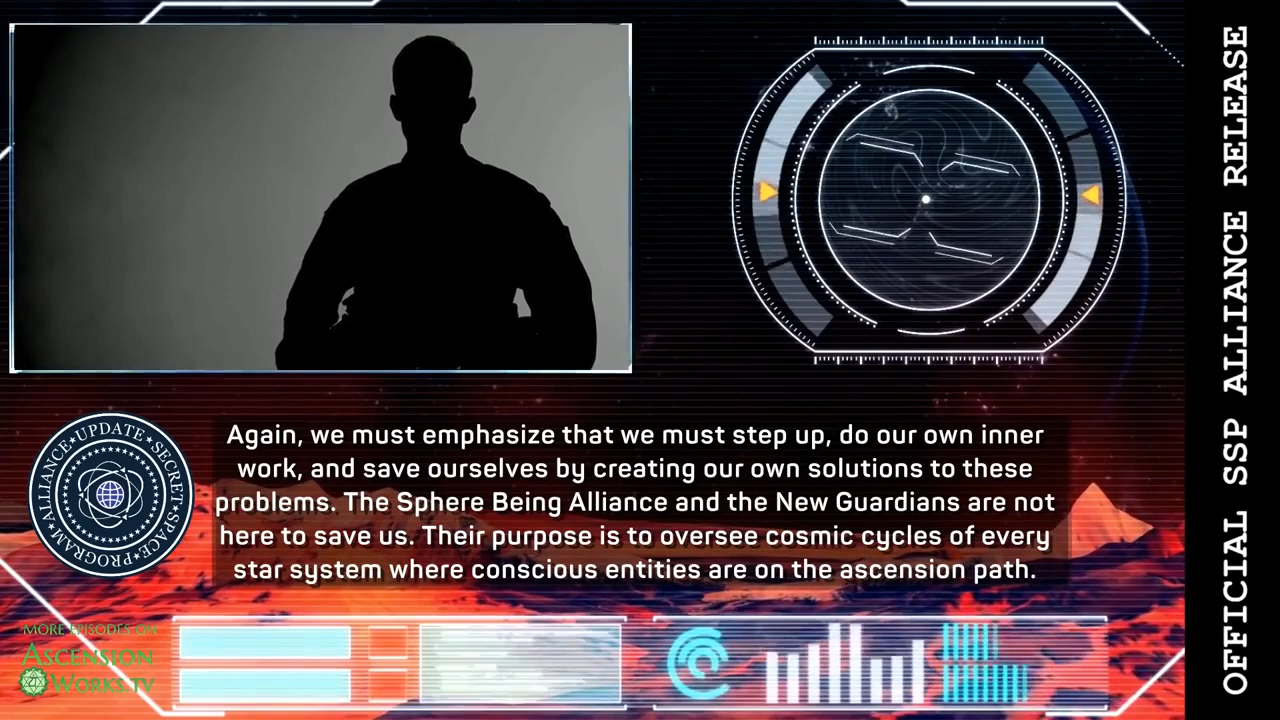 OFFICIAL SSP ALLIANCE RELEASE
ALLIANCE★UPDATE★SECRET★SPACE★PROGRAM★
Again, we must emphasize that we must step up, do our own inner
work, and save ourselves by creating our own solutions to these
problems. The Sphere Being Alliance and the New Guardians are not
here to save us. Their purpose is to oversee cosmic cycles of every
star system where conscious entities are on the ascension path.
MORE EPISODES ON
ASCENSION
WORKS.TV